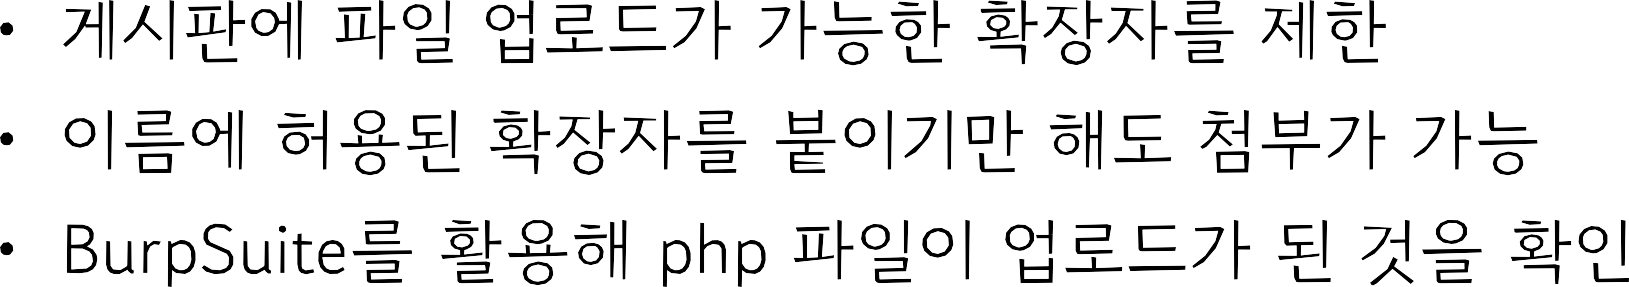 • 게시판에 파일 업로드가 가능한 확장자를 제한
• 이름에 허용된 확장자를 붙이기만 해도 첨부가 가능
• BurpSuite를 활용해 php 파일이 업로드가 된 것을 확인